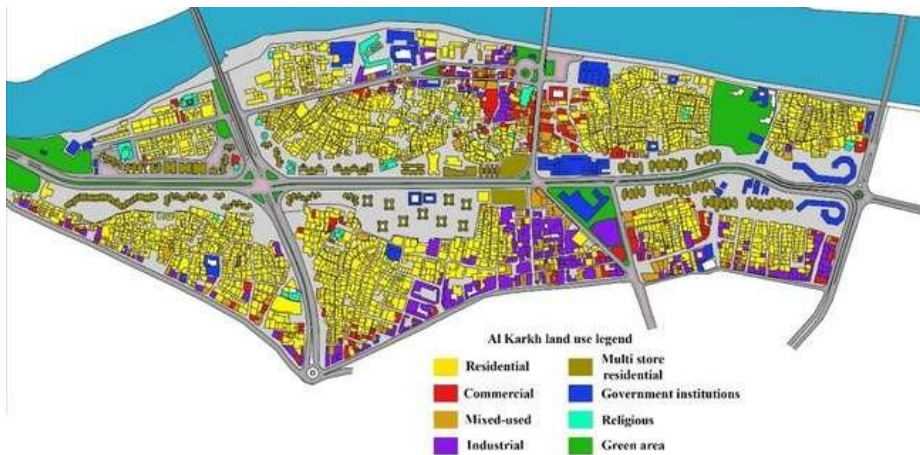 Al Karkh land use legend
Residential
Commercial
Mixed-used
Industrial
Multi store
residential
Government institutions
Religious
Green area